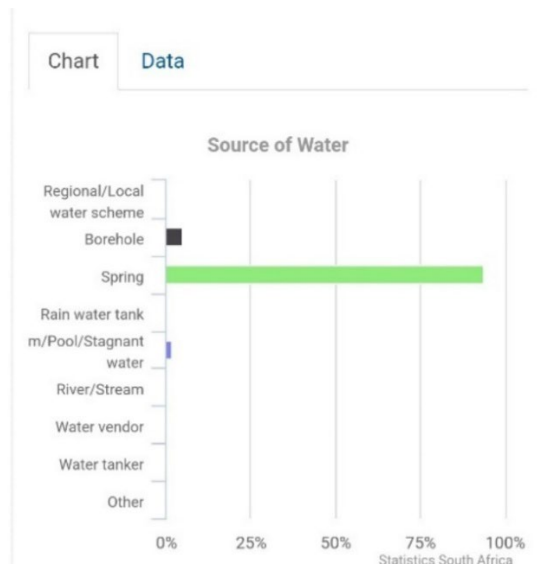 Chart Data
Source of Water
Regional/Local
water scheme
Borehole
Spring
Rain water tank
m/Pool/Stagnant
water
River/Stream
Water vendor
Water tanker
Other
0% 25% 50% 75% 100%
Statistics South Africa